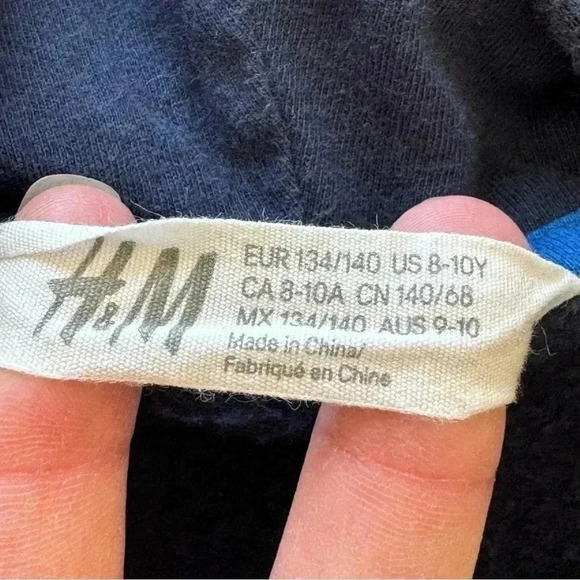 H&M
EUR 134/140 US 8-10Y
CA 8-10A CN 140/68
MX 134/140 AUS 9-10
Made in China/
Fabriqué en Chine